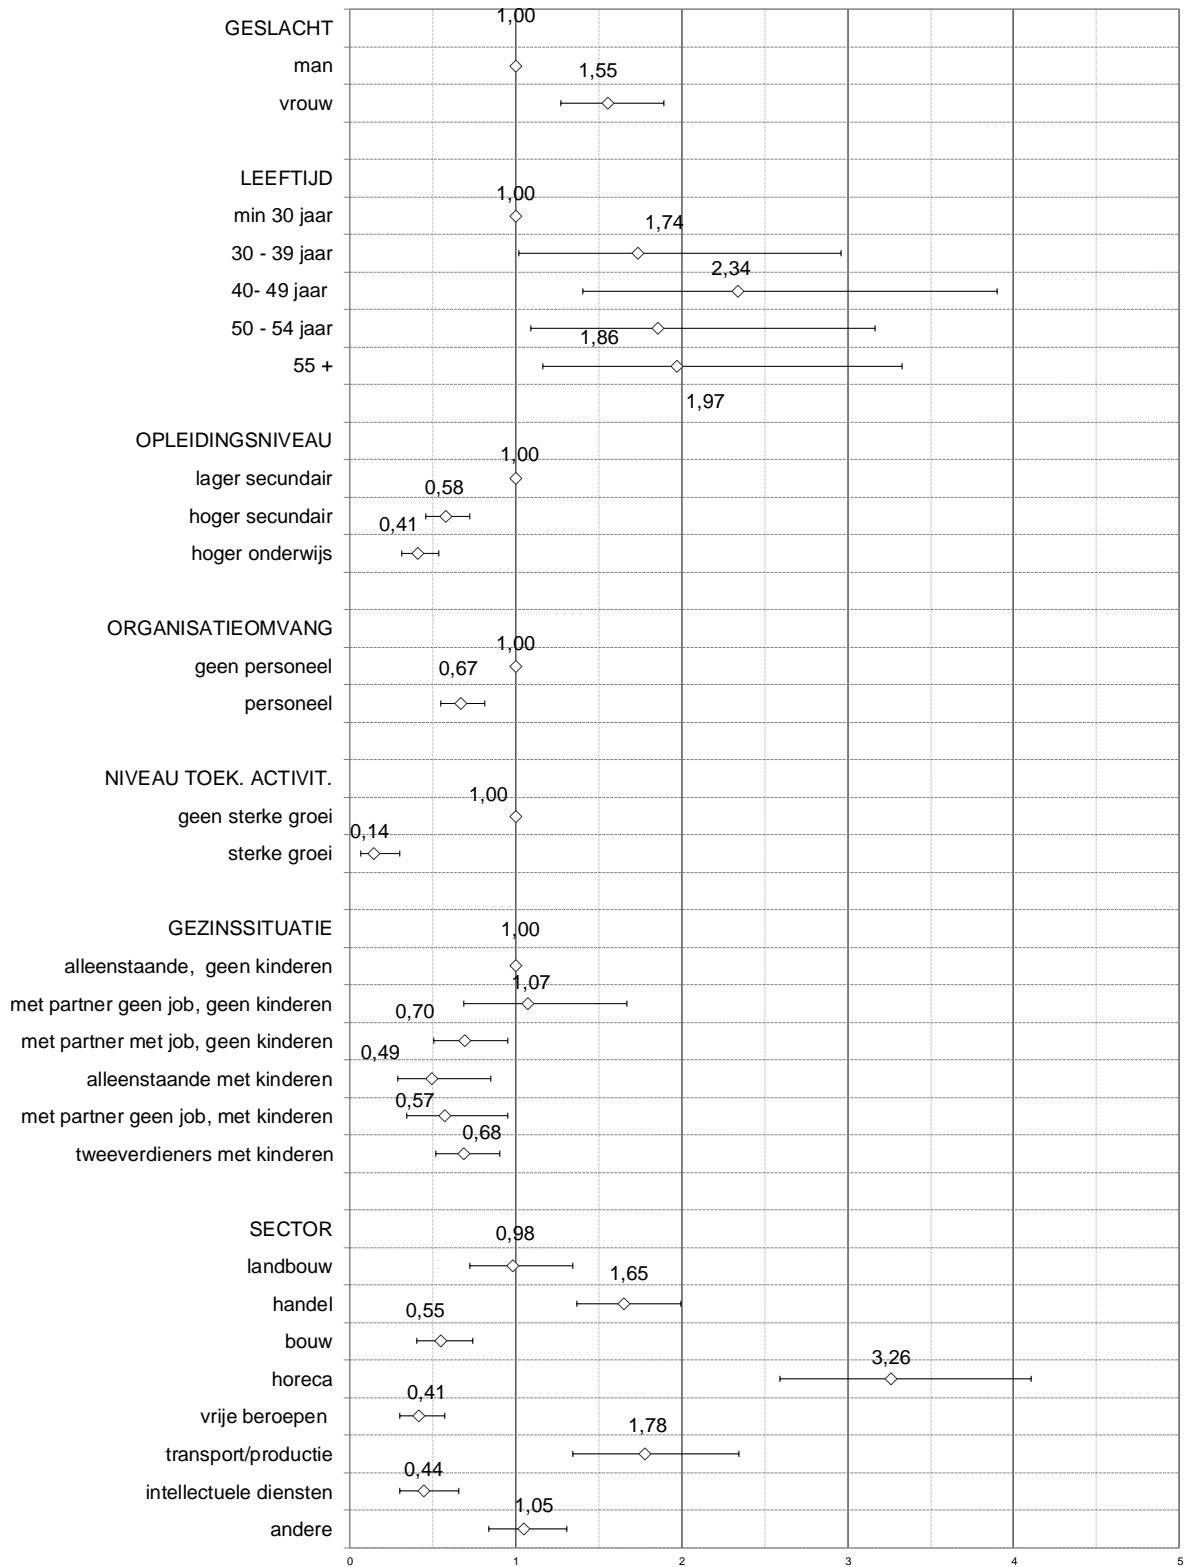 1,00
GESLACHT
man
1,55
vrouw
LEEFTIJD
1,00
min 30 jaar
1,74
30 - 39 jaar
2,34
40- 49 jaar
50 - 54 jaar
1,86
55 +
1,97
OPLEIDINGSNIVEAU
1,00
lager secundair
0,58
hoger secundair
0,41
hoger onderwijs
ORGANISATIEOMVANG
1,00
geen personeel
0,67
personeel
NIVEAU TOEK. ACTIVIT.
1,00
geen sterke groei
0,14
sterke groei
GEZINSSITUATIE
1,00
alleenstaande, geen kinderen
1,07
met partner geen job, geen kinderen
0,70
met partner met job, geen kinderen
0,49
alleenstaande met kinderen
0,57
met partner geen job, met kinderen
0,68
tweeverdieners met kinderen
SECTOR
0,98
landbouw
1,65
handel
0,55
bouw
3,26
horeca
0,41
vrije beroepen
1,78
transport/productie
0,44
intellectuele diensten
1,05
andere
0 1 2 3 4 5